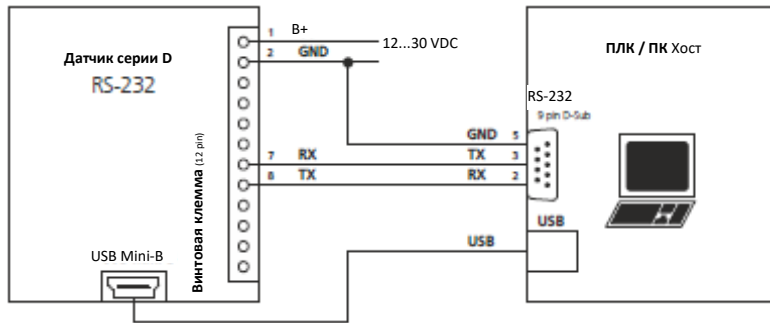 Датчик серии D
RS-232
Винтовая клемма (12 pin)
USB Mini-B
1 B+
12...30 VDC
2 GND
7 RX
8 TX
ПЛК / ПК Хост
RS-232
9 pin D-Sub
GND 5
TX 3
RX 2
USB
USB